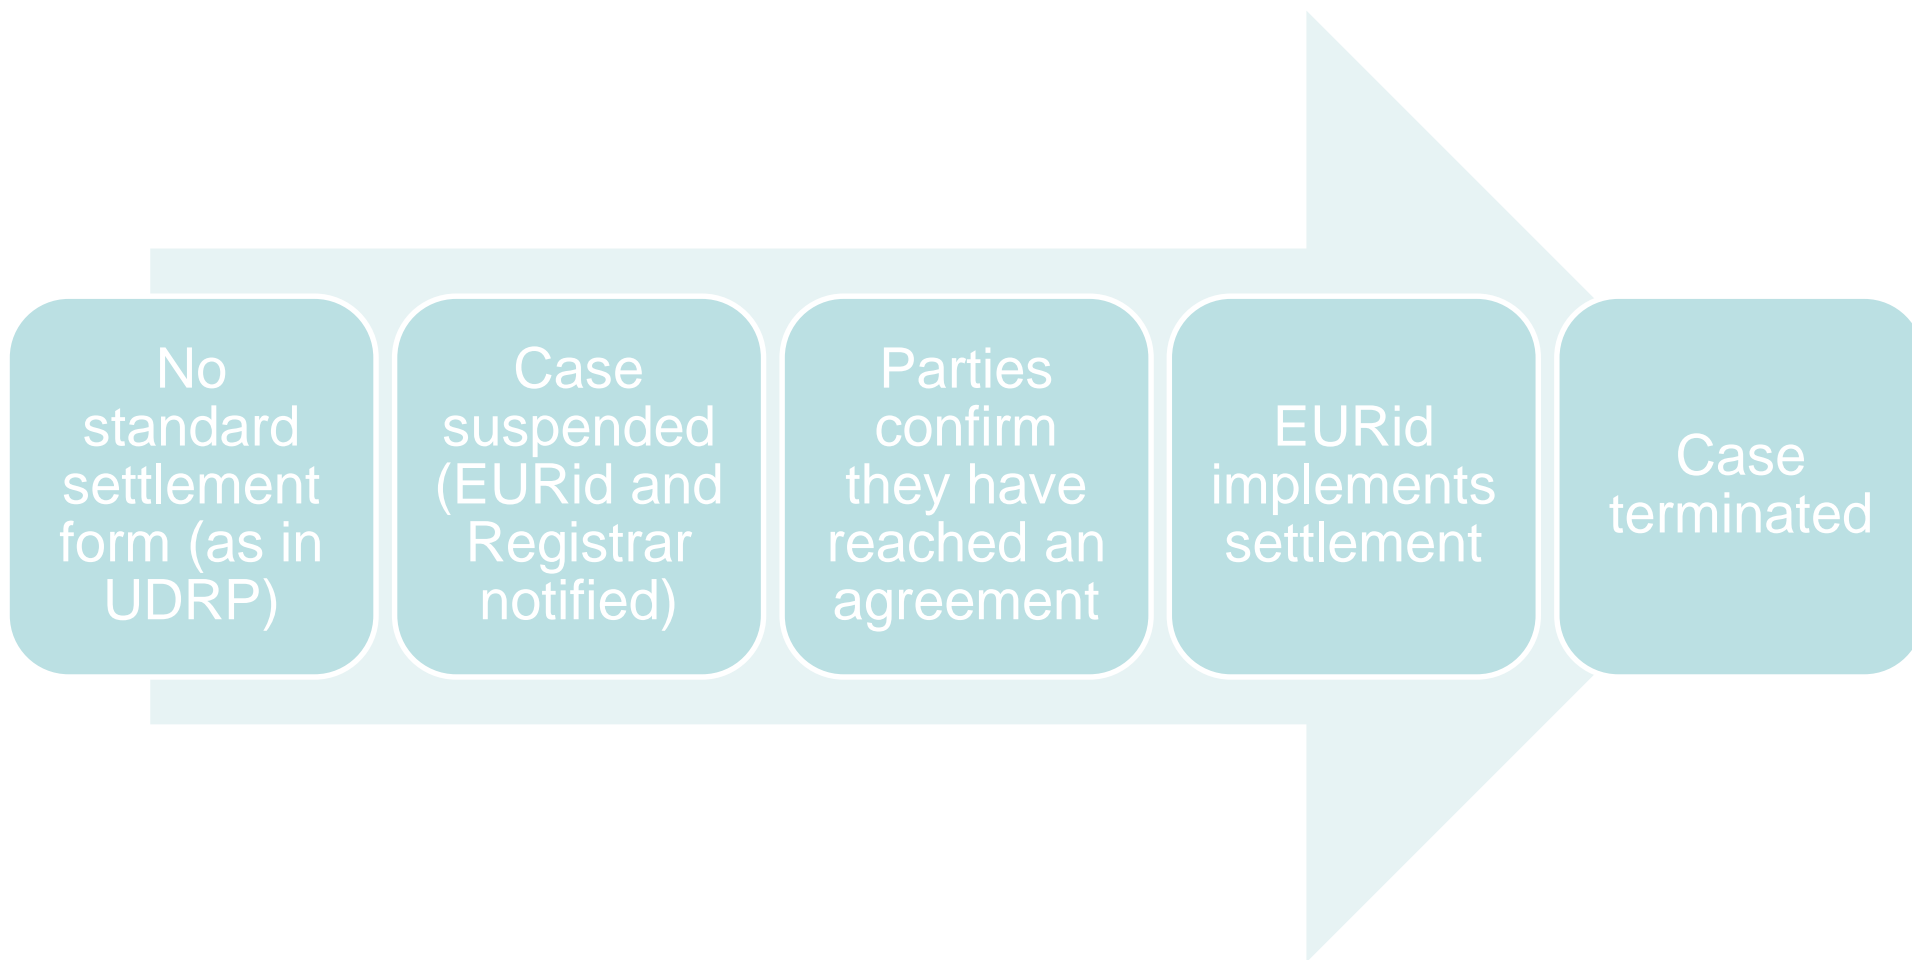 No
standard
settlement
form (as in
UDRP)
Case
suspended
(EURid and
Registrar
notified)
Parties
confirm
they have
reached an
agreement
EURid
implements
settlement
Case
terminated